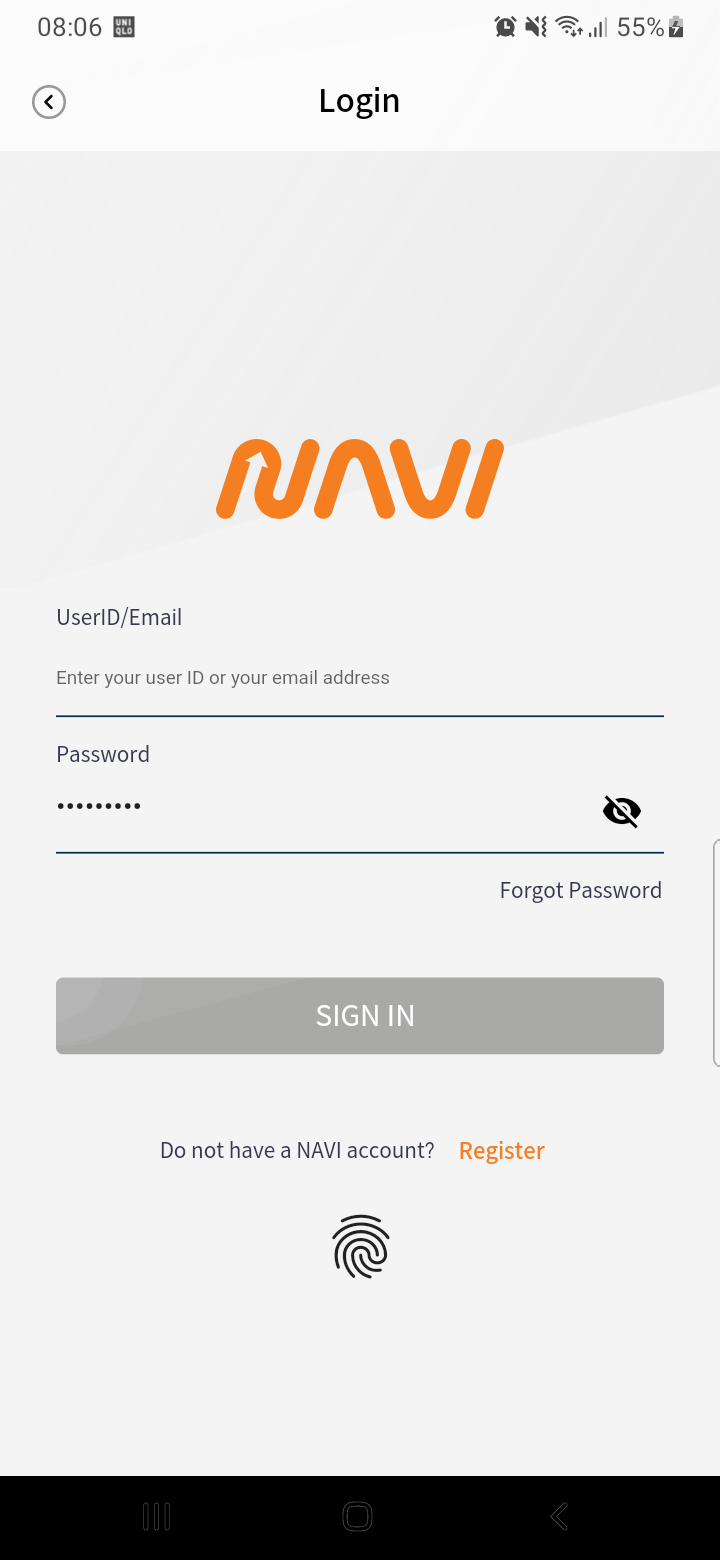 08:06 UNI QLO 55%
Login
NAVI
UserID/Email
Enter your user ID or your email address
Password
•••••••••
Forgot Password
SIGN IN
Do not have a NAVI account? Register